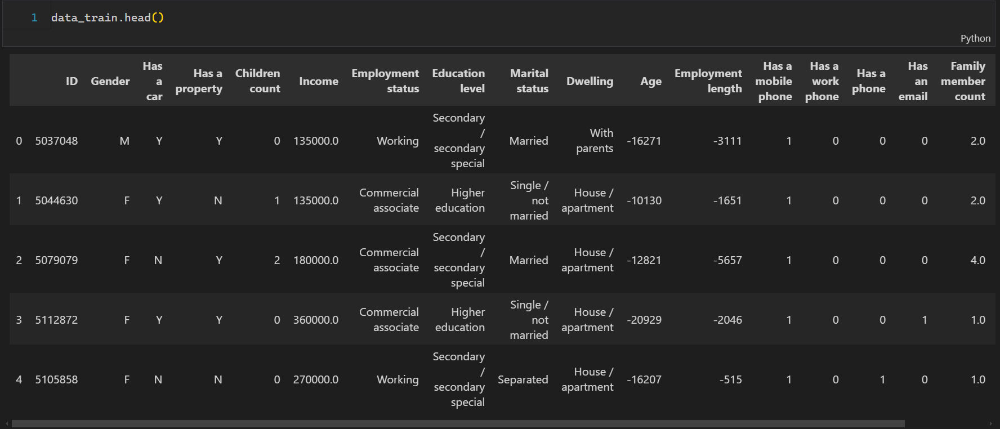 1 data_train.head()
Python
ID Gender Has a car Has a property Children count Income Employment status Education level Marital status Dwelling Age Employment length Has a mobile phone Has a work phone Has a phone Has an email Family member count
0 5037048 M Y Y 0 135000.0 Working Secondary / secondary special Married With parents -16271 -3111 1 0 0 0 2.0
1 5044630 F Y N 1 135000.0 Commercial associate Higher education Single / not married House / apartment -10130 -1651 1 0 0 0 2.0
2 5079079 F N Y 2 180000.0 Commercial associate Secondary / secondary special Married House / apartment -12821 -5657 1 0 0 0 4.0
3 5112872 F Y Y 0 360000.0 Commercial associate Higher education Single / not married House / apartment -20929 -2046 1 0 0 1 1.0
4 5105858 F N N 0 270000.0 Working Secondary / secondary special Separated House / apartment -16207 -515 1 0 1 0 1.0